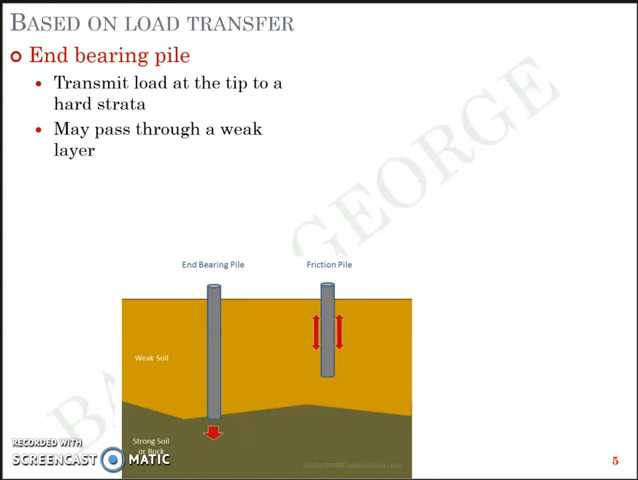 BASED ON LOAD TRANSFER
End bearing pile
Transmit load at the tip to a
hard strata
May pass through a weak
layer
GEORGE
End Bearing Pile
Friction Pile
Weak Soil
Strong Soil
or Rock
RECORDED WITH
SCREENCAST MATIC
5